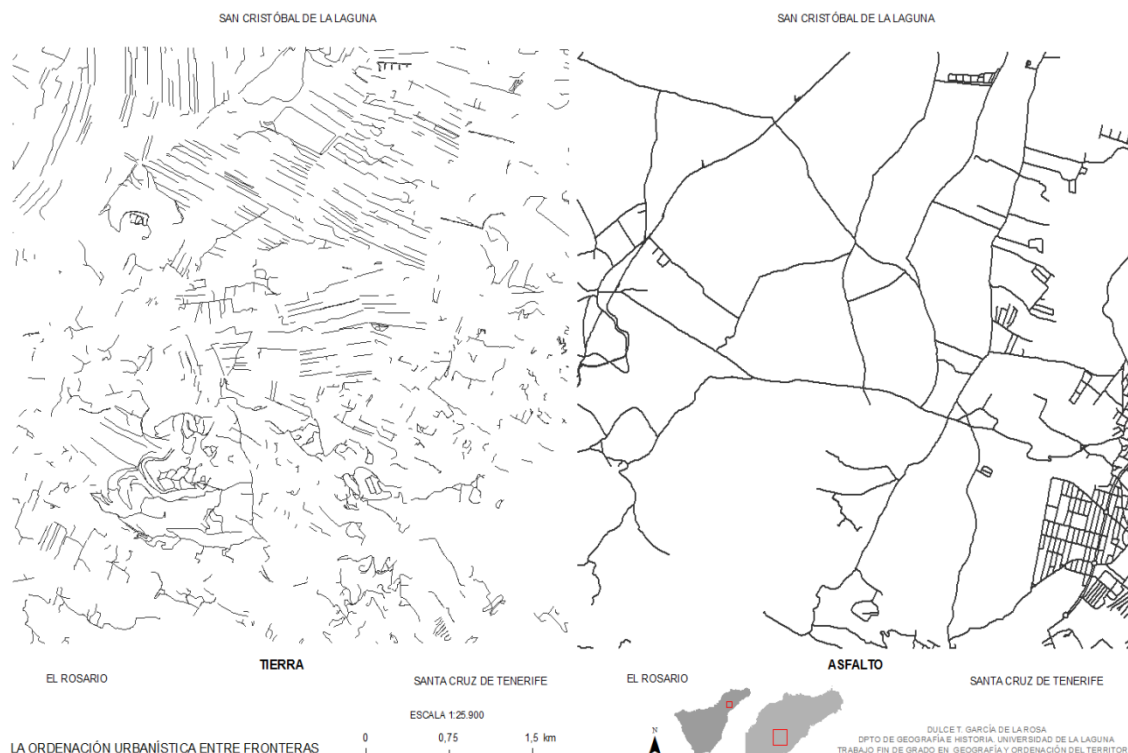 SAN CRISTÓBAL DE LA LAGUNA
SAN CRISTÓBAL DE LA LAGUNA
TIERRA
ASFALTO
EL ROSARIO
SANTA CRUZ DE TENERIFE
EL ROSARIO
SANTA CRUZ DE TENERIFE
ESCALA 1:25.900
0 0,75 1,5 km
N
LA ORDENACIÓN URBANÍSTICA ENTRE FRONTERAS
DULCE T. GARCÍA DE LA ROSA
DPTO DE GEOGRAFÍA E HISTORIA. UNIVERSIDAD DE LA LAGUNA
TRABAJO FIN DE GRADO EN GEOGRAFÍA Y ORDENACIÓN DEL TERRITOR